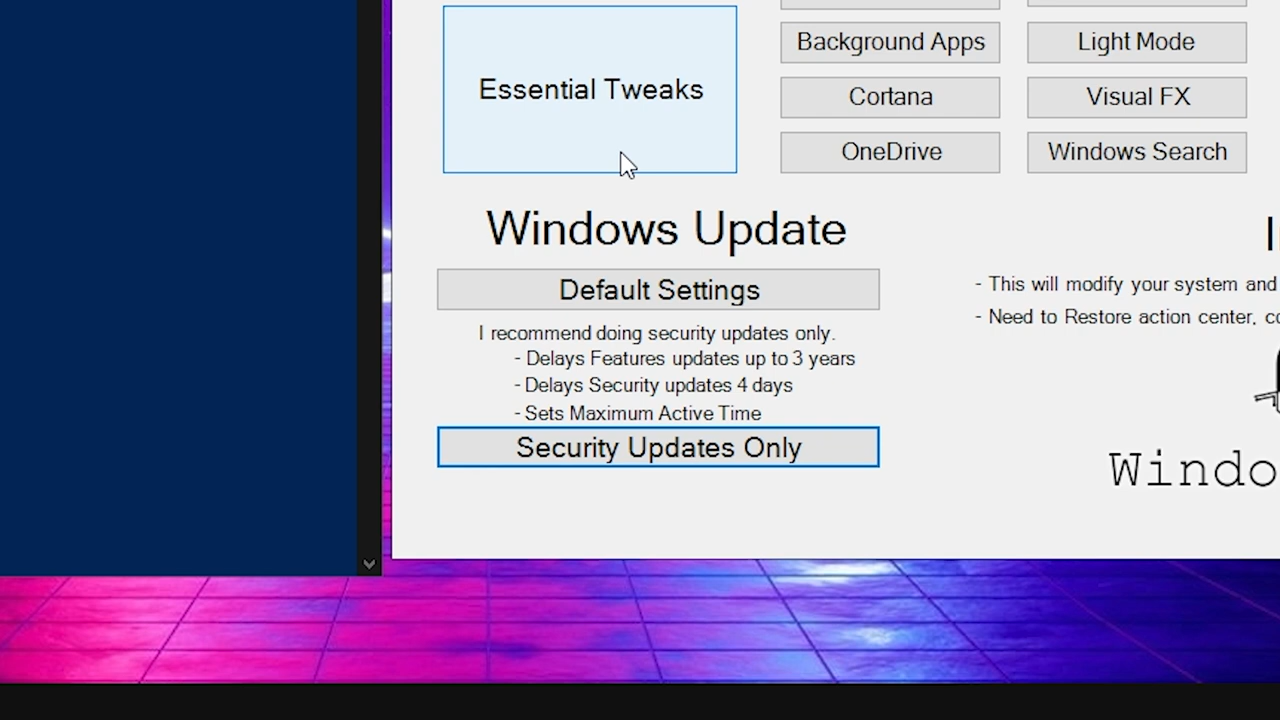 Background Apps
Light Mode
Essential Tweaks
Cortana
Visual FX
OneDrive
Windows Search
Windows Update
Default Settings
- This will modify your system and
I recommend doing security updates only.
- Need to Restore action center,
- Delays Features updates up to 3 years
- Delays Security updates 4 days
- Sets Maximum Active Time
Security Updates Only
Windo